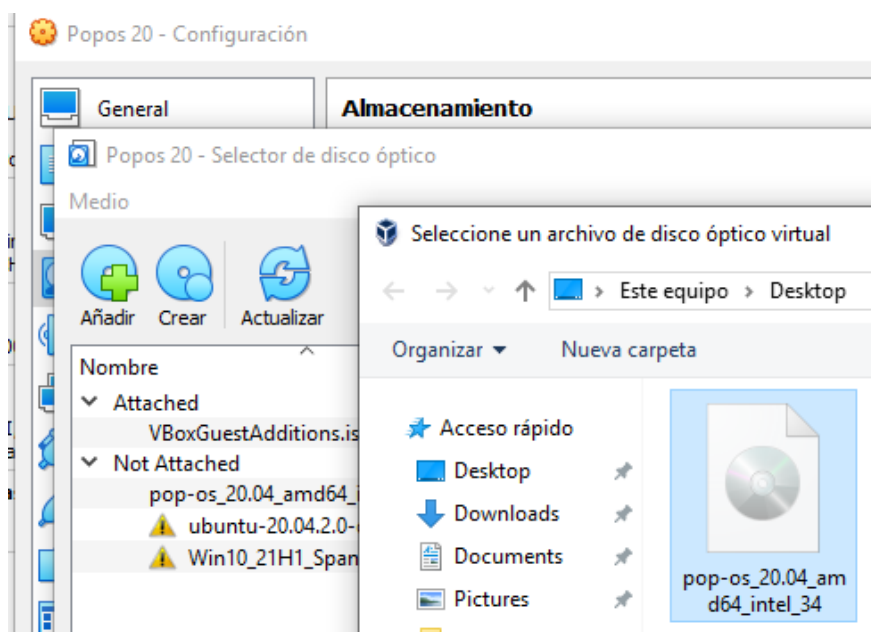 Popos 20 - Configuración
General
Almacenamiento
Popos 20 - Selector de disco óptico
Medio
Añadir
Crear
Actualizar
Nombre
Attached
VBoxGuestAdditions.is
Not Attached
pop-os_20.04_amd64_i
ubuntu-20.04.2.0-
Win10_21H1_Span
Seleccione un archivo de disco óptico virtual
Este equipo > Desktop
Organizar
Nueva carpeta
Acceso rápido
Desktop
Downloads
Documents
Pictures
pop-os_20.04_am
d64_intel_34